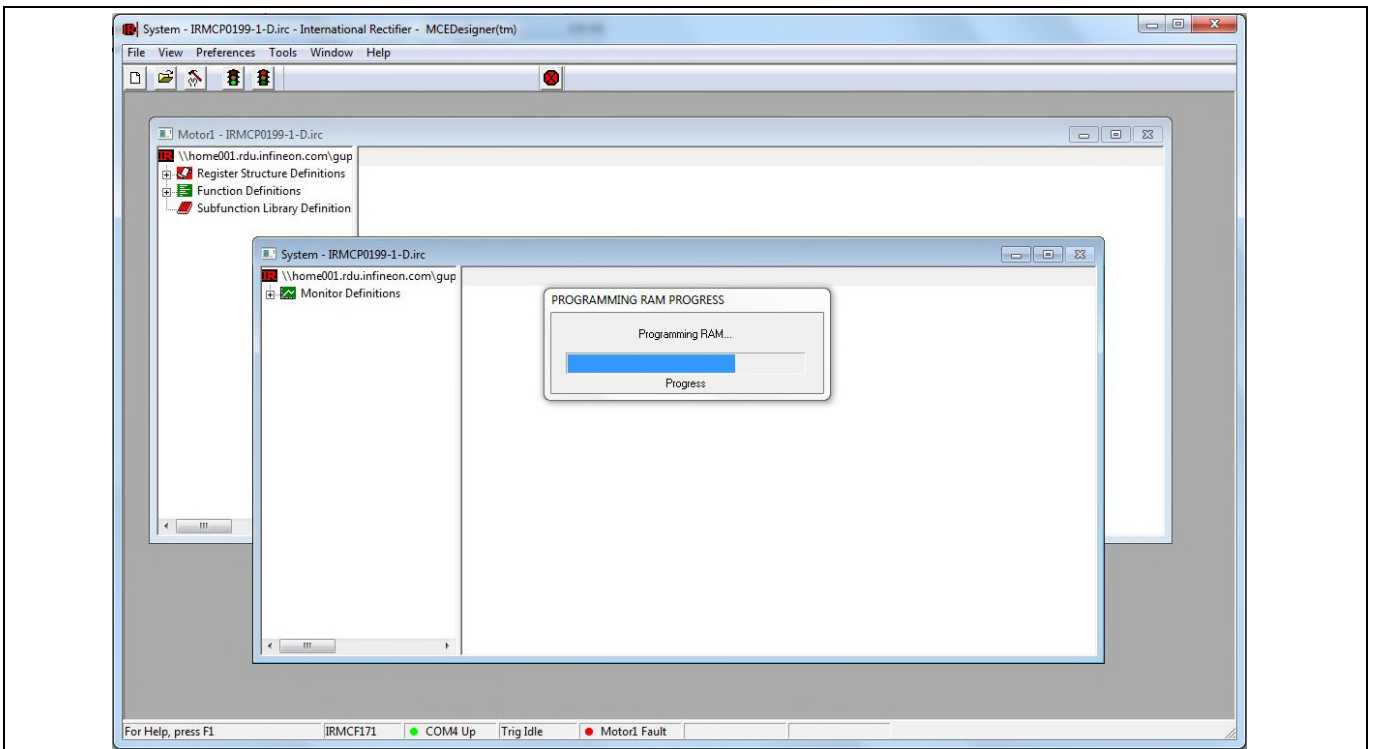 System - IRMCP0199-1-D.irc - International Rectifier - MCEDesigner(tm)
File View Preferences Tools Window Help
Motor1 - IRMCP0199-1-D.irc
IR \\home001.rdu.infineon.com\gup
Register Structure Definitions
Function Definitions
Subfunction Library Definition
System - IRMCP0199-1-D.irc
IR \\home001.rdu.infineon.com\gup
Monitor Definitions
PROGRAMMING RAM PROGRESS
Programming RAM...
Progress
For Help, press F1 IRMCF171 COM4 Up Trig Idle Motor1 Fault